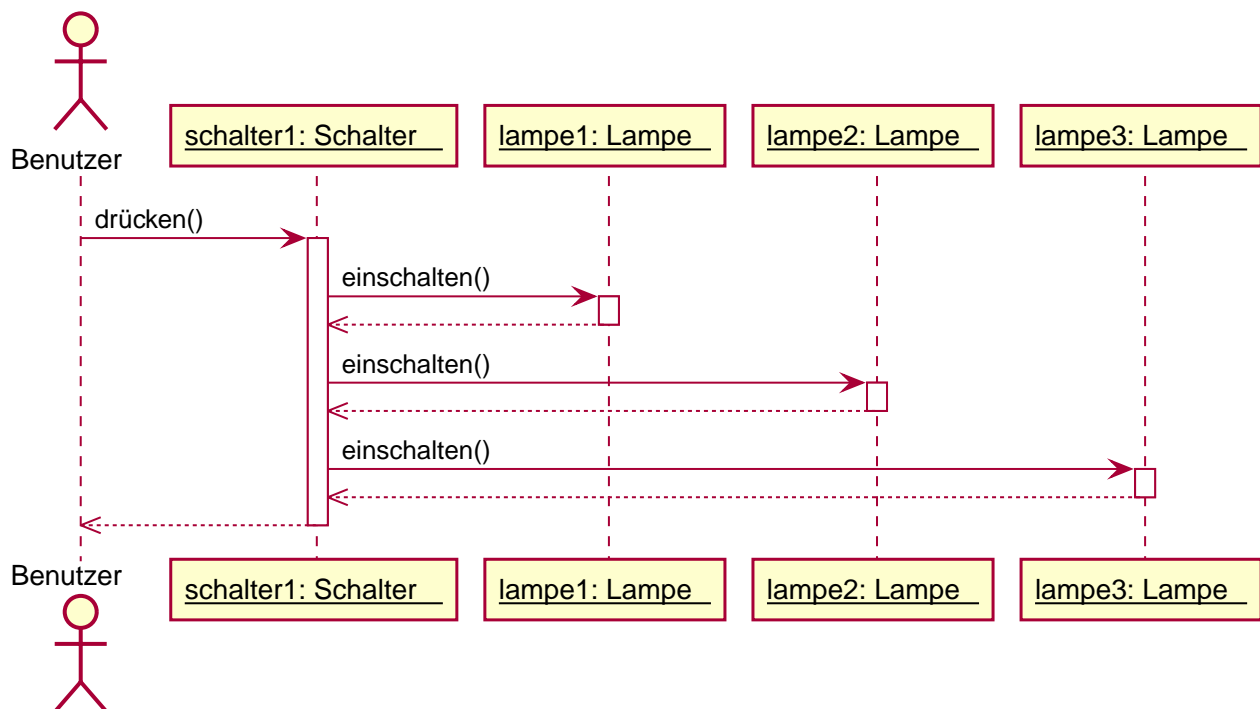 Benutzer
schalter1: Schalter
lampe1: Lampe
lampe2: Lampe
lampe3: Lampe
drücken()
einschalten()
einschalten()
einschalten()
Benutzer
schalter1: Schalter
lampe1: Lampe
lampe2: Lampe
lampe3: Lampe